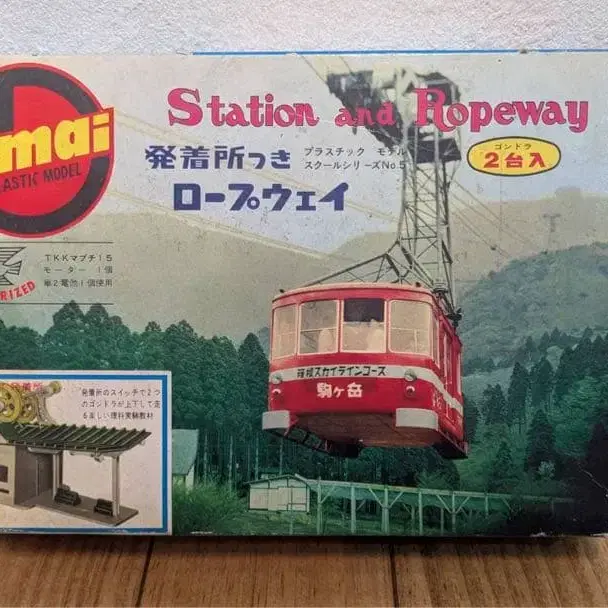 Station and Ropeway
mai
ASTIC MODEL
発着所つき
ロープウェイ
プラスチック モデル
スクールシリーズNo.5
ゴンドラ
2台入
TKKマブチ15
モーター 1個
単2電池1個使用
RIZED
箱根スカイラインコース
駒ヶ岳
発着所のスイッチで2つ
のゴンドラが上下して走
る楽しい理科実験教材